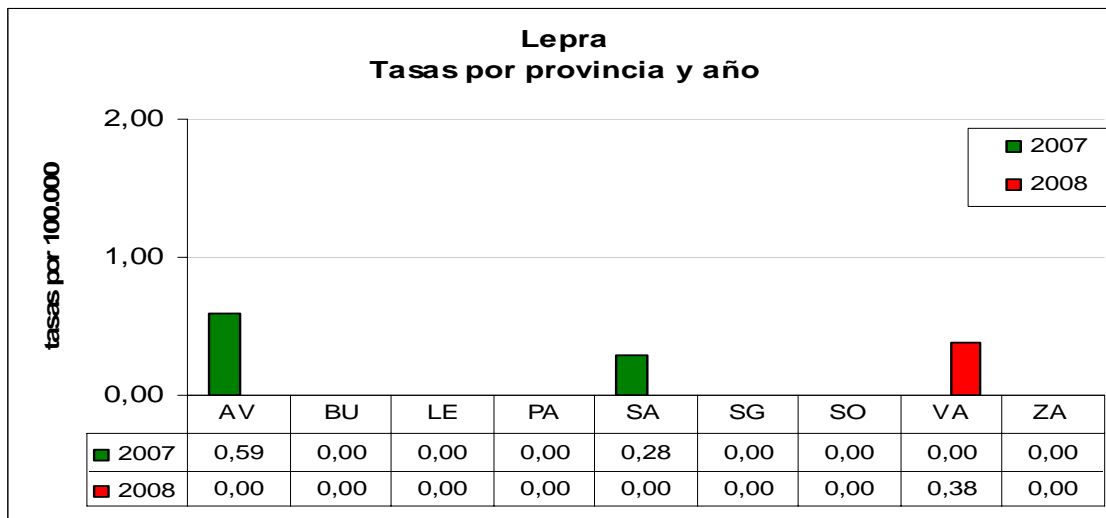 Lepra
Tasas por provincia y año
tasas por 100.000
2,00
1,00
0,00
2007
2008
AV BU LE PA SA SG SO VA ZA
2007 0,59 0,00 0,00 0,00 0,28 0,00 0,00 0,00 0,00
2008 0,00 0,00 0,00 0,00 0,00 0,00 0,00 0,38 0,00